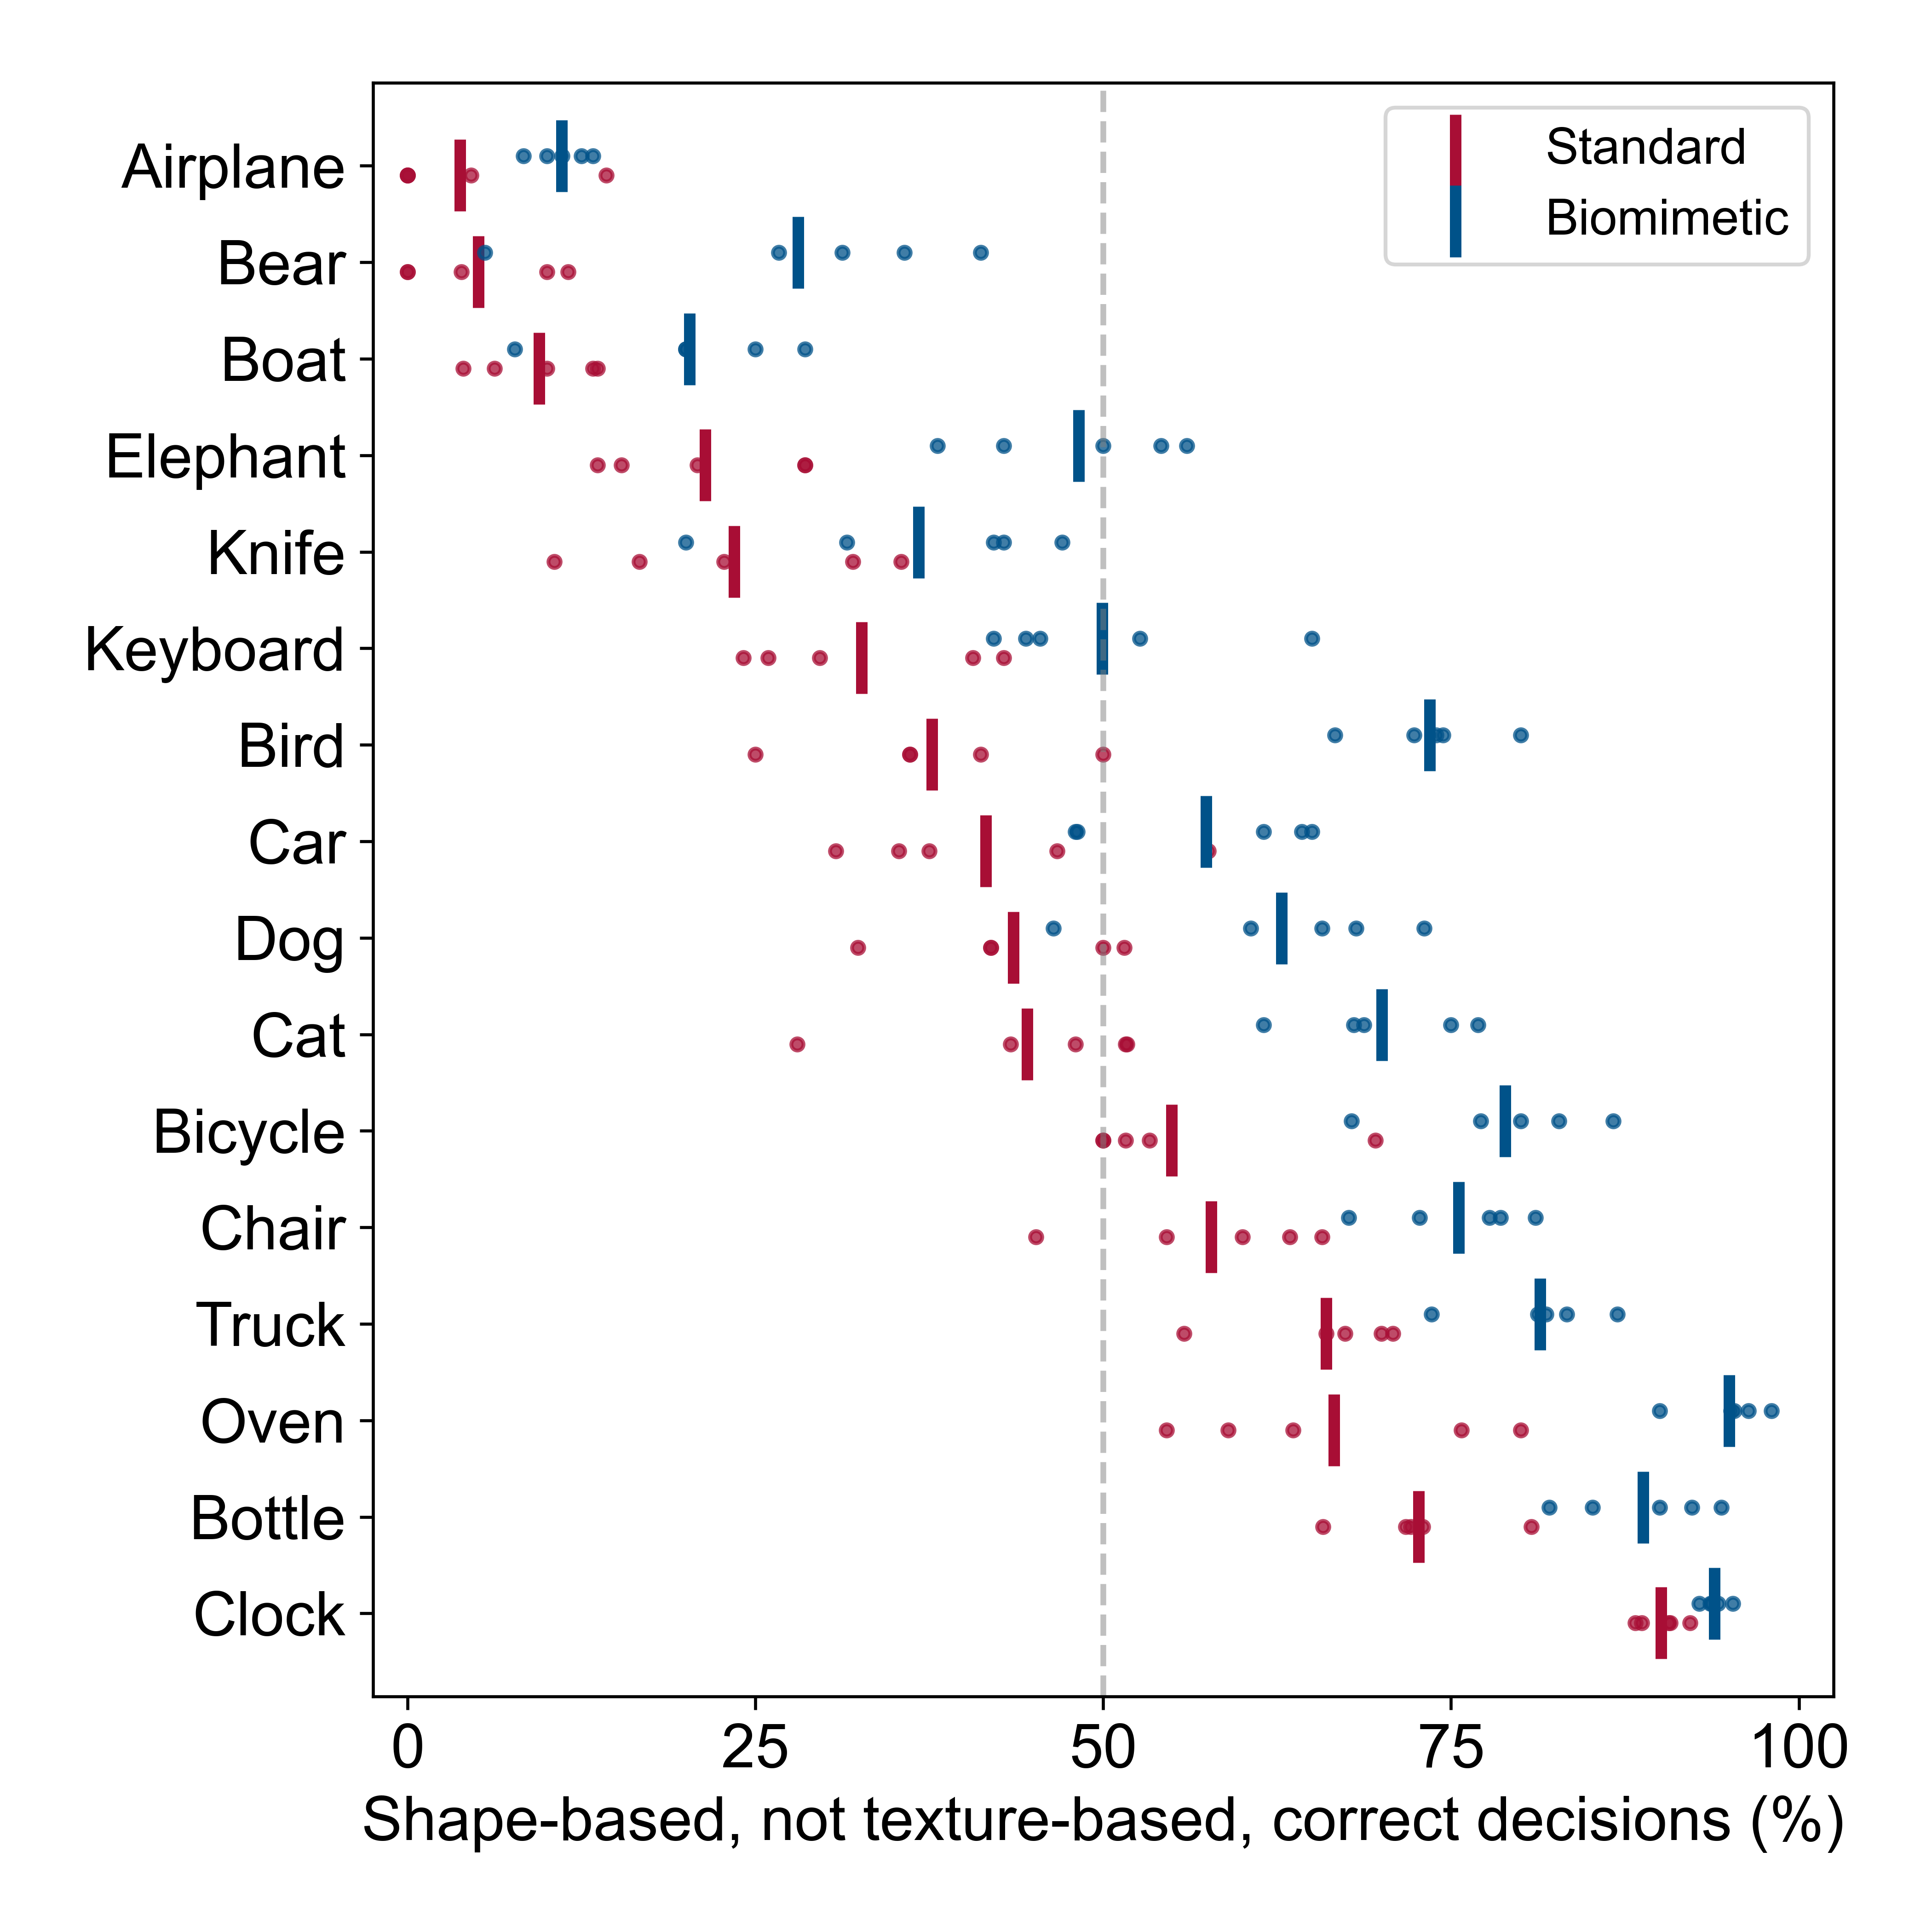 Standard
Biomimetic
Airplane
Bear
Boat
Elephant
Knife
Keyboard
Bird
Car
Dog
Cat
Bicycle
Chair
Truck
Oven
Bottle
Clock
0 25 50 75 100
Shape-based, not texture-based, correct decisions (%)